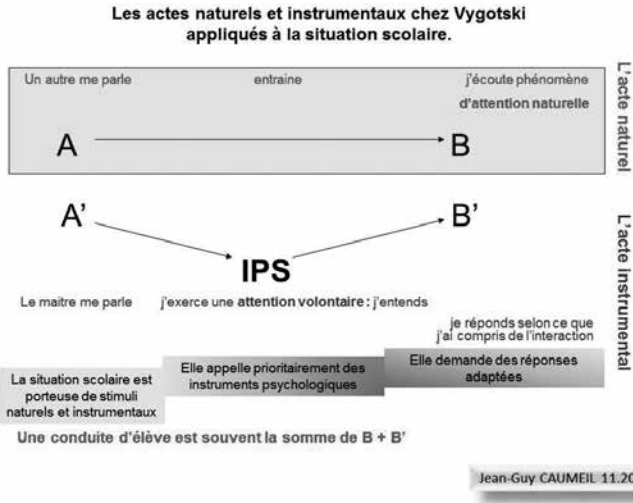 Les actes naturels et instrumentaux chez Vygotski
appliqués à la situation scolaire.
Un autre me parle
entraine
j'écoute phénomène
d'attention naturelle
A
B
L'acte naturel
A'
B'
IPS
L'acte instrumental
Le maître me parle
j'exerce une attention volontaire : j'entends
je réponds selon ce que
j'ai compris de l'interaction
La situation scolaire est
porteuse de stimuli
naturels et instrumentaux
Elle appelle prioritairement des
instruments psychologiques
Elle demande des réponses
adaptées
Une conduite d'élève est souvent la somme de B + B'
Jean-Guy CAUMEIL 11.20